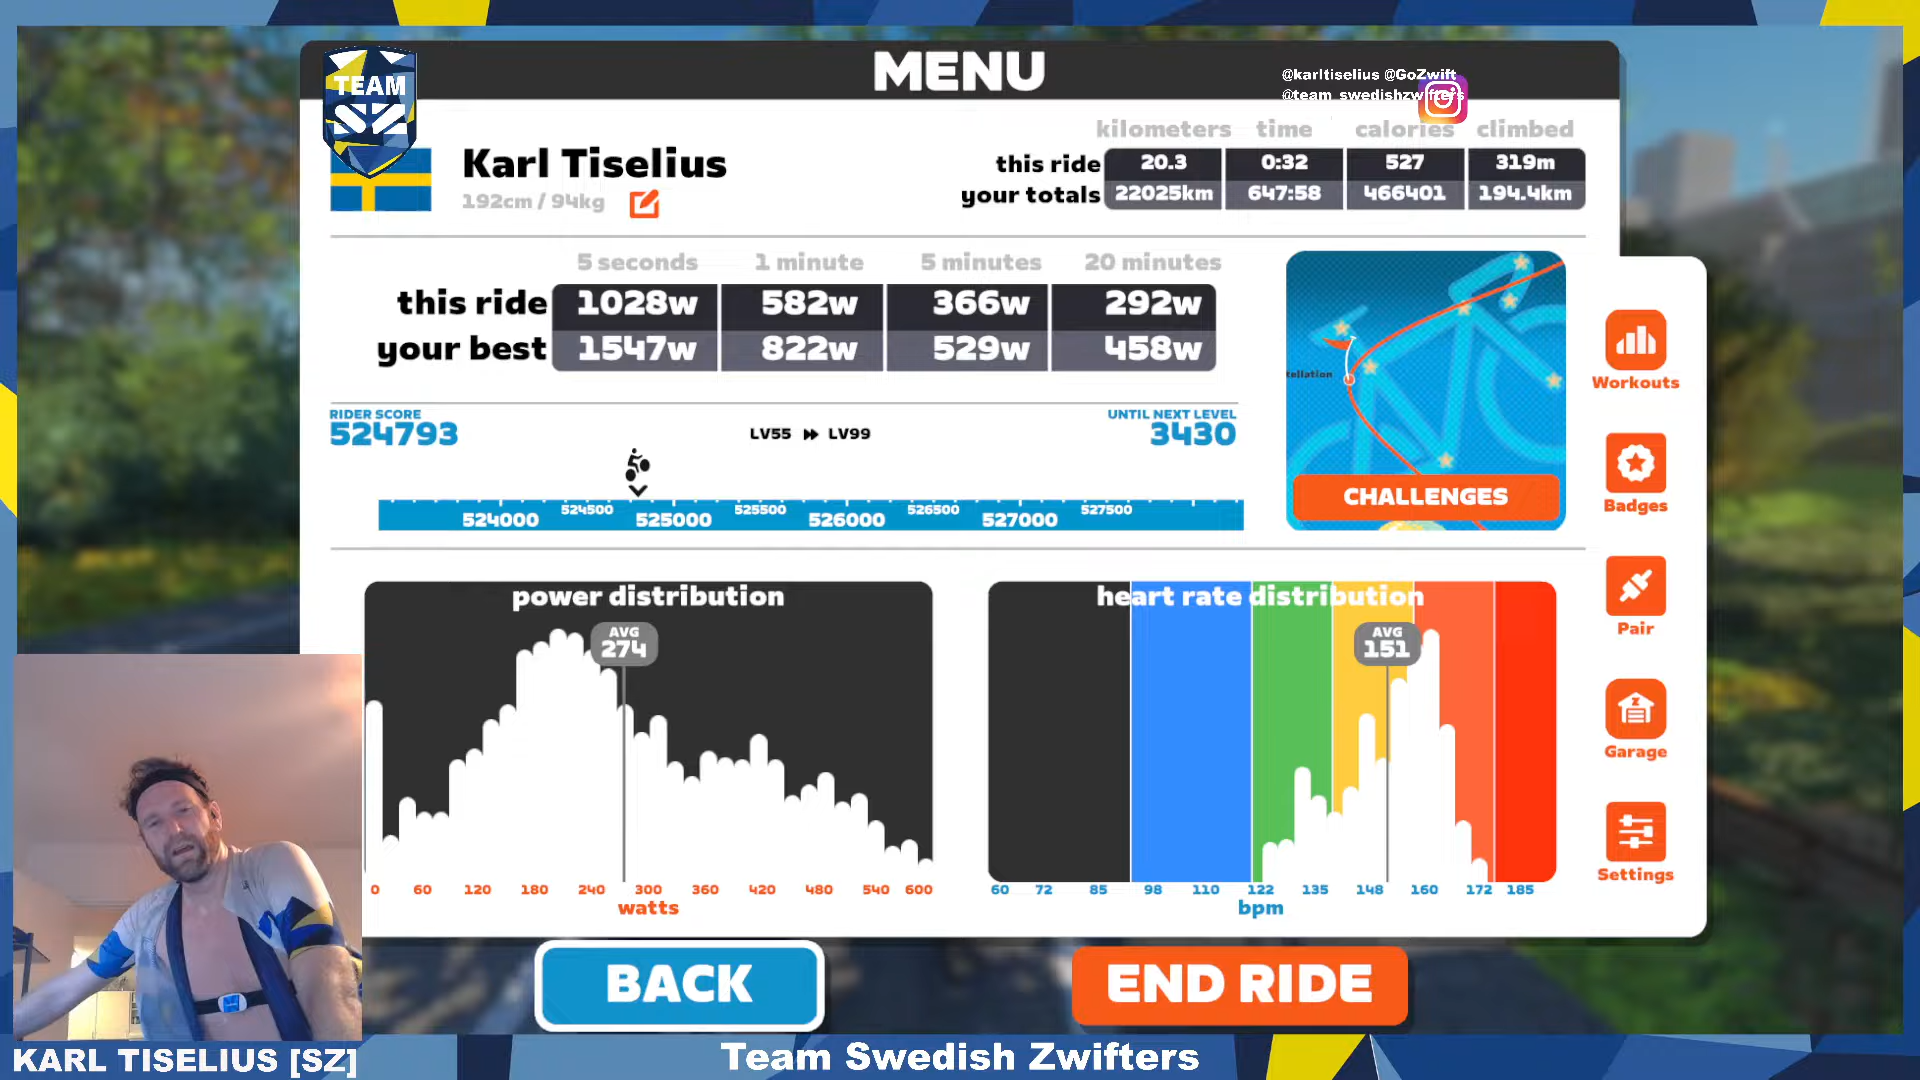 MENU
@karltiselius @GoZwift
@team_swedishzwifters
TEAM
SZ
Karl Tiselius
192cm / 94kg
kilometers time calories climbed
this ride 20.3 0:32 527 319m
your totals 22025km 647:58 466401 194.4km
5 seconds 1 minute 5 minutes 20 minutes
this ride 1028w 582w 366w 292w
your best 1547w 822w 529w 458w
RIDER SCORE
524793
LV55 LV99
UNTIL NEXT LEVEL
3430
524000 524500 525000 525500 526000 526500 527000 527500
tellation
CHALLENGES
Workouts
Badges
Pair
Garage
Settings
power distribution
AVG
274
0 60 120 180 240 300 360 420 480 540 600
watts
heart rate distribution
AVG
151
60 72 85 98 110 122 135 148 160 172 185
bpm
BACK
END RIDE
KARL TISELIUS [SZ]
Team Swedish Zwifters